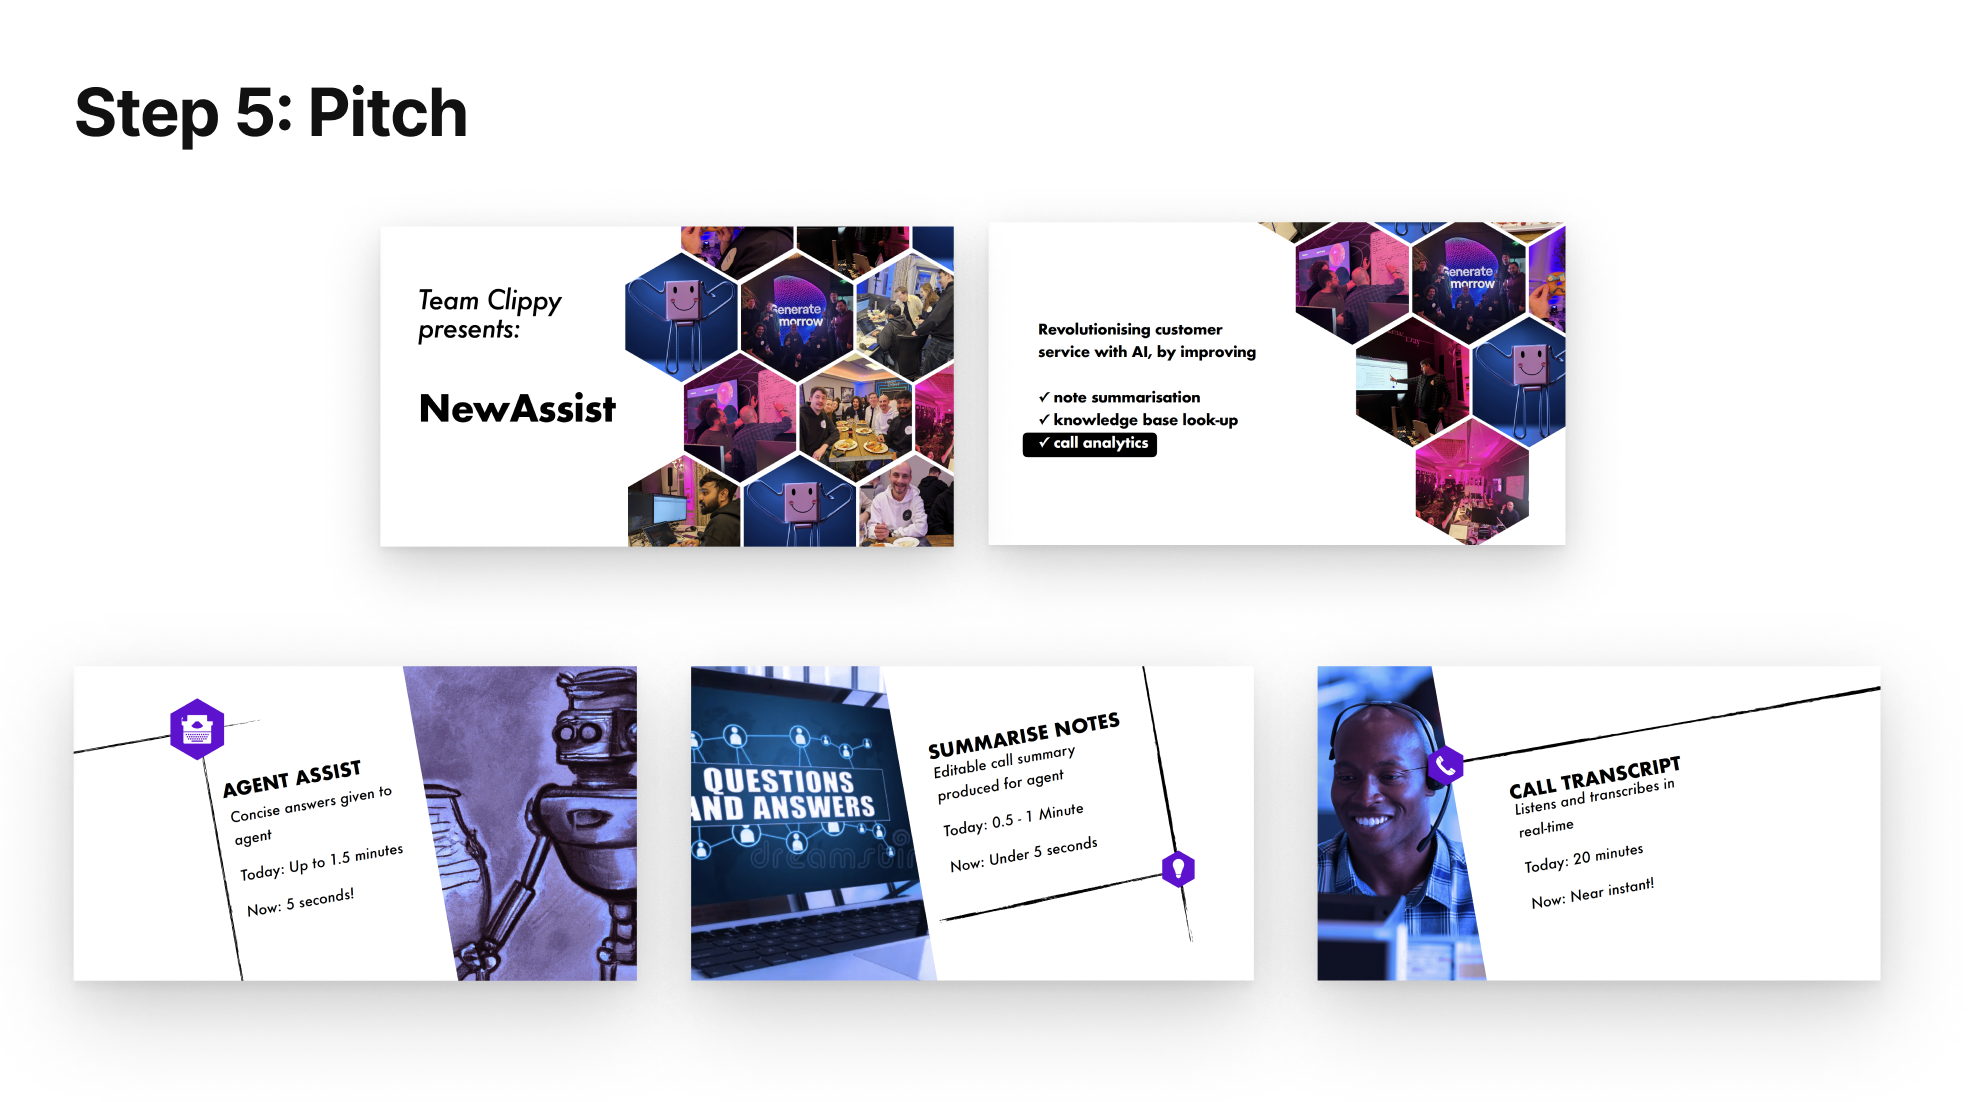 Step 5: Pitch
Team Clippy
presents:
NewAssist
Generate
morrow
Revolutionising customer
service with AI, by improving
✓ note summarisation
✓ knowledge base look-up
✓ call analytics
enerate
morrow
AGENT ASSIST
Concise answers given to
agent
Today: Up to 1.5 minutes
Now: 5 seconds!
QUESTIONS
AND ANSWERS
dreamsti
SUMMARISE NOTES
Editable call summary
produced for agent
Today: 0.5 - 1 Minute
Now: Under 5 seconds
CALL TRANSCRIPT
Listens and transcribes in
real-time
Today: 20 minutes
Now: Near instant!